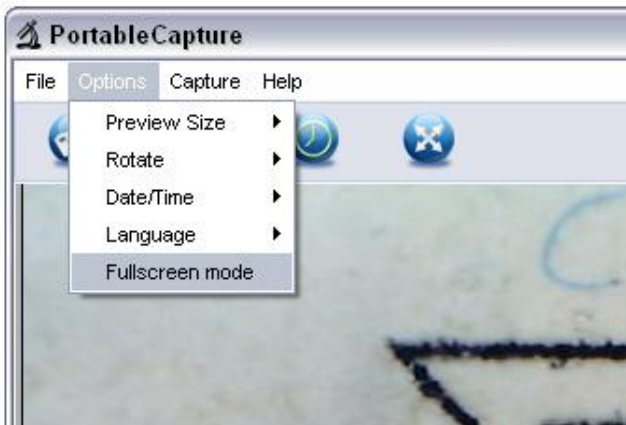 PortableCapture
File Options Capture Help
Preview Size
Rotate
Date/Time
Language
Fullscreen mode